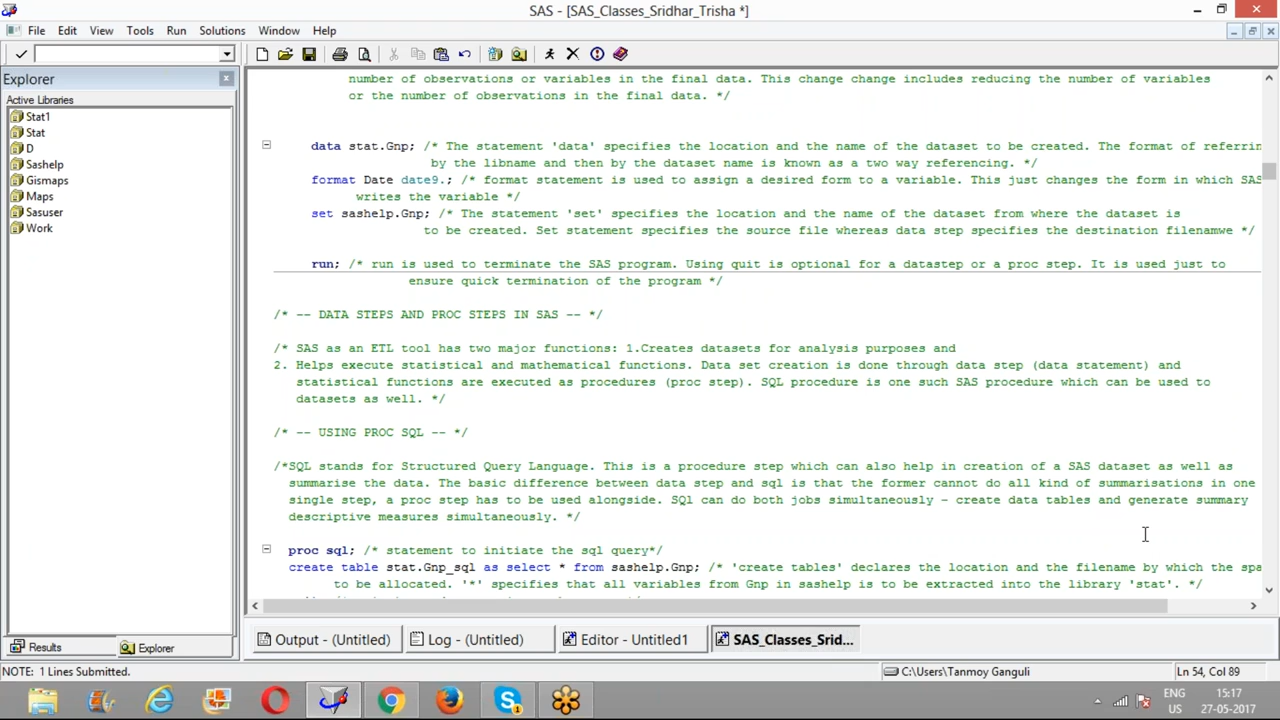 SAS - [SAS_Classes_Sridhar_Trisha *]
File Edit View Tools Run Solutions Window Help
Explorer
Active Libraries
Stat1
Stat
D
Sashelp
Gismaps
Maps
Sasuser
Work
number of observations or variables in the final data. This change change includes reducing the number of variables
or the number of observations in the final data. */
data stat.Gnp; /* The statement 'data' specifies the location and the name of the dataset to be created. The format of referrin
by the libname and then by the dataset name is known as a two way referencing. */
format Date date9.; /* format statement is used to assign a desired form to a variable. This just changes the form in which SAS
writes the variable */
set sashelp.Gnp; /* The statement 'set' specifies the location and the name of the dataset from where the dataset is
to be created. Set statement specifies the source file whereas data step specifies the destination filenamwe */
run; /* run is used to terminate the SAS program. Using quit is optional for a datastep or a proc step. It is used just to
ensure quick termination of the program */
/* -- DATA STEPS AND PROC STEPS IN SAS -- */
/* SAS as an ETL tool has two major functions: 1.Creates datasets for analysis purposes and
2. Helps execute statistical and mathematical functions. Data set creation is done through data step (data statement) and
statistical functions are executed as procedures (proc step). SQL procedure is one such SAS procedure which can be used to
datasets as well. */
/* -- USING PROC SQL -- */
/*SQL stands for Structured Query Language. This is a procedure step which can also help in creation of a SAS dataset as well as
summarise the data. The basic difference between data step and sql is that the former cannot do all kind of summarisations in one
single step, a proc step has to be used alongside. SQl can do both jobs simultaneously - create data tables and generate summary
descriptive measures simultaneously. */
proc sql; /* statement to initiate the sql query*/
create table stat.Gnp_sql as select * from sashelp.Gnp; /* 'create tables' declares the location and the filename by which the spa
to be allocated. '*' specifies that all variables from Gnp in sashelp is to be extracted into the library 'stat'. */
Results Explorer
Output - (Untitled) Log - (Untitled) Editor - Untitled1 SAS_Classes_Srid...
NOTE: 1 Lines Submitted. C:\Users\Tanmoy Ganguli Ln 54, Col 89
ENG 15:17
US 27-05-2017